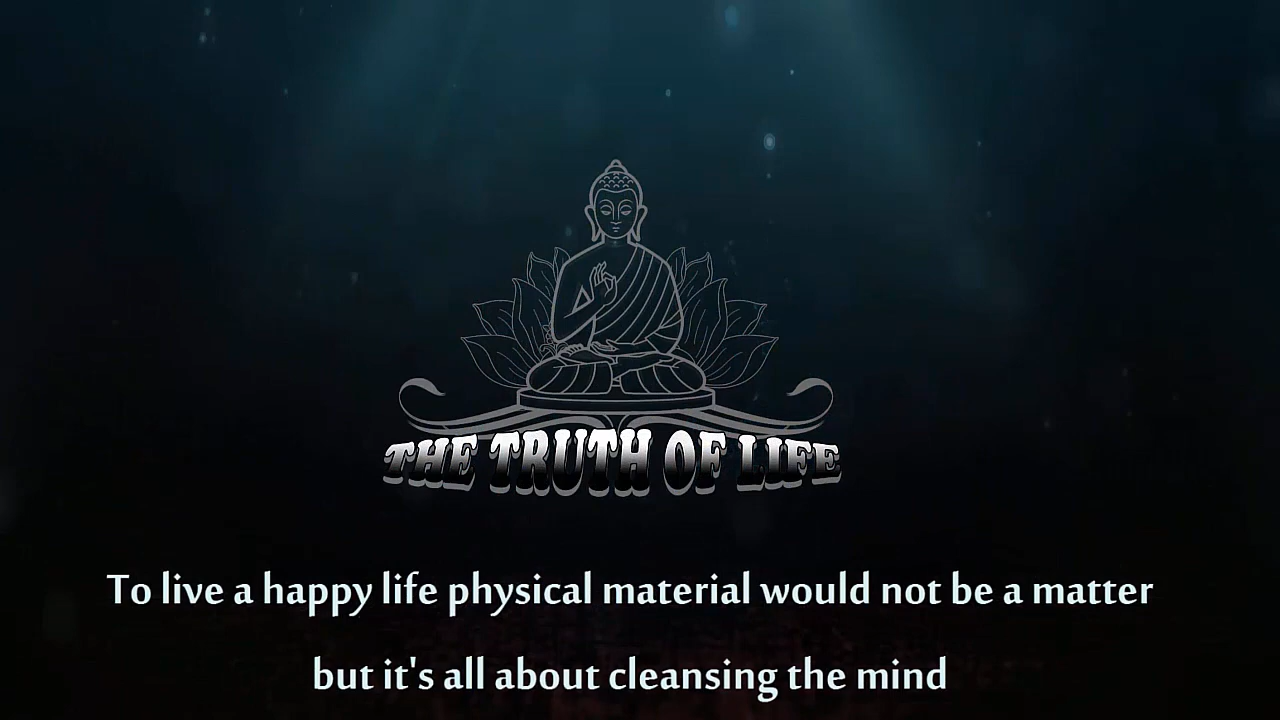 THE TRUTH OF LIFE
To live a happy life physical material would not be a matter
but it's all about cleansing the mind